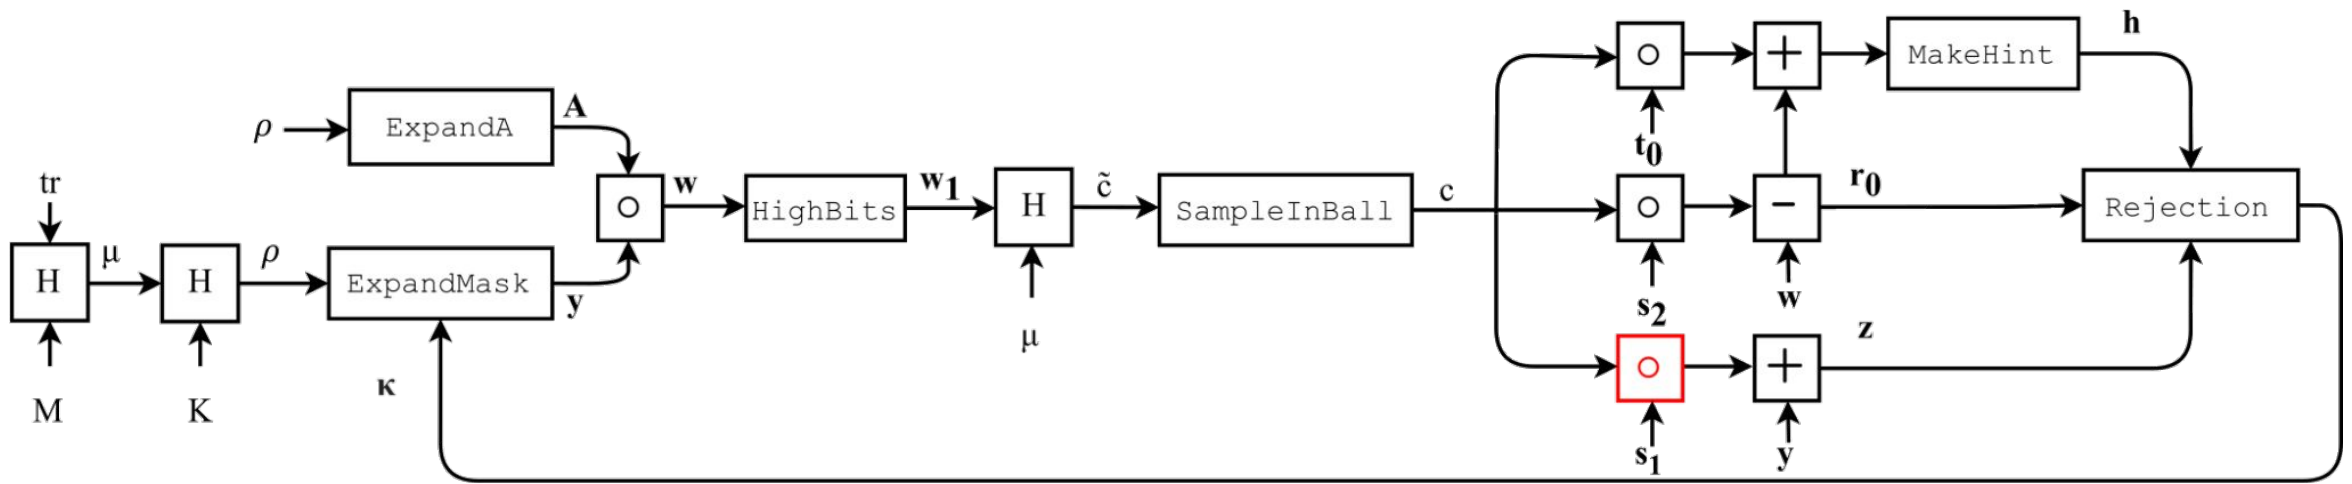 ρ
ExpandA
A
tr
H
M
μ
H
K
ρ
ExpandMask
κ
y
○
w
HighBits
w₁
H
μ
c̃
SampleInBall
c
○
t₀
+
MakeHint
h
○
s₂
−
w
r₀
Rejection
○
s₁
+
y
z